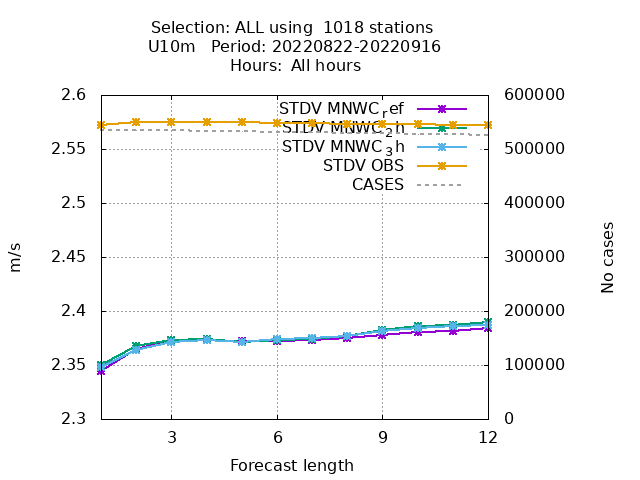 Selection: ALL using  1018 stations
U10m   Period: 20220822-20220916
Hours:  All hours
2.6
2.55
2.5
2.45
2.4
2.35
2.3
600000
500000
400000
300000
200000
100000
0
3
6
9
12
m/s
No cases
Forecast length
STDV MNWC_ref
STDV MNWC_2h
STDV MNWC_3h
STDV OBS
CASES